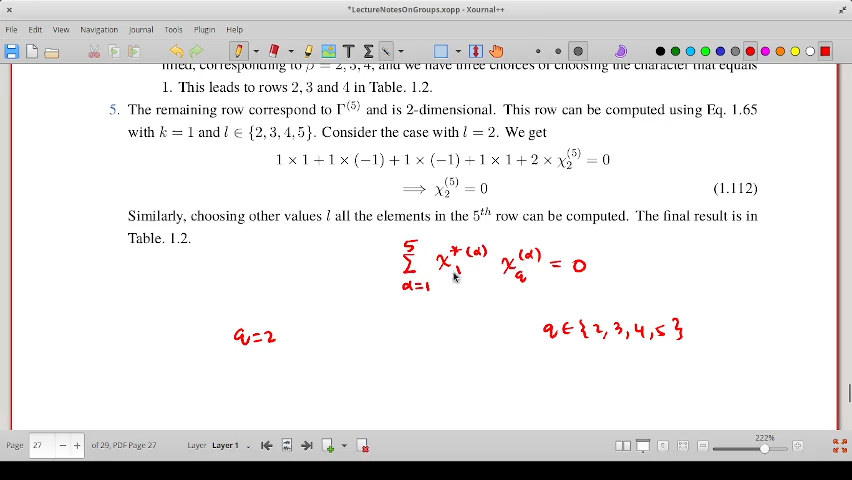 *LectureNotesOnGroups.xopp - Xournal++
File Edit View Navigation Journal Tools Plugin Help
lined, corresponding to β = 2, 3, 4, and we have three choices of choosing the character that equals
1. This leads to rows 2, 3 and 4 in Table. 1.2.
5. The remaining row correspond to Γ^(5) and is 2-dimensional. This row can be computed using Eq. 1.65
with k = 1 and l ∈ {2, 3, 4, 5}. Consider the case with l = 2. We get
1 × 1 + 1 × (−1) + 1 × (−1) + 1 × 1 + 2 × χ_2^(5) = 0
⟹ χ_2^(5) = 0 (1.112)
Similarly, choosing other values l all the elements in the 5^th row can be computed. The final result is in
Table. 1.2.
5
Σ χ_1^*(α) χ_q^(α) = 0
α=1
q=2 q∈{2,3,4,5}
Page 27 of 29, PDF Page 27 Layer Layer 1 222%